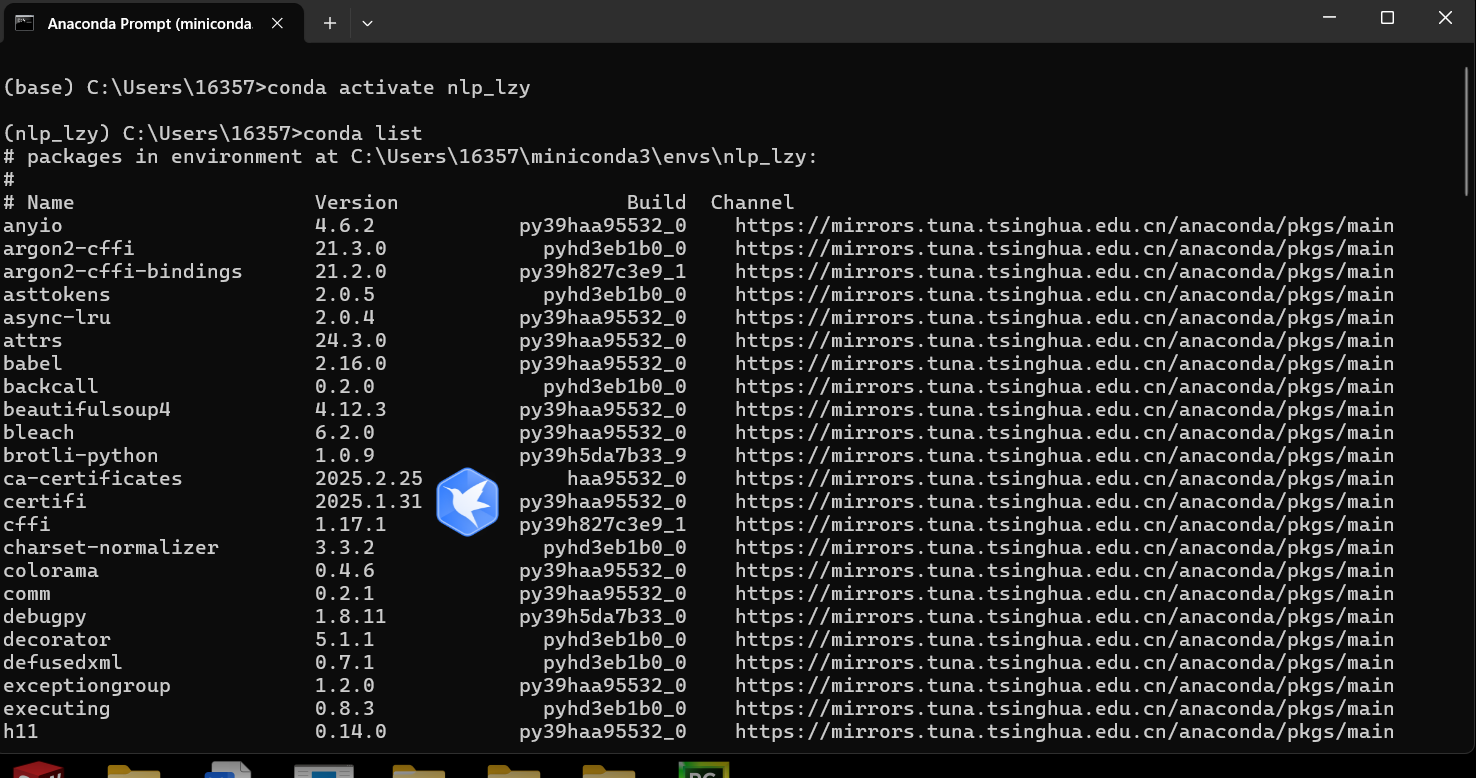 Anaconda Prompt (miniconda
(base) C:\Users\16357>conda activate nlp_lzy
(nlp_lzy) C:\Users\16357>conda list
# packages in environment at C:\Users\16357\miniconda3\envs\nlp_lzy:
#
# Name Version Build Channel
anyio 4.6.2 py39haa95532_0 https://mirrors.tuna.tsinghua.edu.cn/anaconda/pkgs/main
argon2-cffi 21.3.0 pyhd3eb1b0_0 https://mirrors.tuna.tsinghua.edu.cn/anaconda/pkgs/main
argon2-cffi-bindings 21.2.0 py39h827c3e9_1 https://mirrors.tuna.tsinghua.edu.cn/anaconda/pkgs/main
asttokens 2.0.5 pyhd3eb1b0_0 https://mirrors.tuna.tsinghua.edu.cn/anaconda/pkgs/main
async-lru 2.0.4 py39haa95532_0 https://mirrors.tuna.tsinghua.edu.cn/anaconda/pkgs/main
attrs 24.3.0 py39haa95532_0 https://mirrors.tuna.tsinghua.edu.cn/anaconda/pkgs/main
babel 2.16.0 py39haa95532_0 https://mirrors.tuna.tsinghua.edu.cn/anaconda/pkgs/main
backcall 0.2.0 pyhd3eb1b0_0 https://mirrors.tuna.tsinghua.edu.cn/anaconda/pkgs/main
beautifulsoup4 4.12.3 py39haa95532_0 https://mirrors.tuna.tsinghua.edu.cn/anaconda/pkgs/main
bleach 6.2.0 py39haa95532_0 https://mirrors.tuna.tsinghua.edu.cn/anaconda/pkgs/main
brotli-python 1.0.9 py39h5da7b33_9 https://mirrors.tuna.tsinghua.edu.cn/anaconda/pkgs/main
ca-certificates 2025.2.25 haa95532_0 https://mirrors.tuna.tsinghua.edu.cn/anaconda/pkgs/main
certifi 2025.1.31 py39haa95532_0 https://mirrors.tuna.tsinghua.edu.cn/anaconda/pkgs/main
cffi 1.17.1 py39h827c3e9_1 https://mirrors.tuna.tsinghua.edu.cn/anaconda/pkgs/main
charset-normalizer 3.3.2 pyhd3eb1b0_0 https://mirrors.tuna.tsinghua.edu.cn/anaconda/pkgs/main
colorama 0.4.6 py39haa95532_0 https://mirrors.tuna.tsinghua.edu.cn/anaconda/pkgs/main
comm 0.2.1 py39haa95532_0 https://mirrors.tuna.tsinghua.edu.cn/anaconda/pkgs/main
debugpy 1.8.11 py39h5da7b33_0 https://mirrors.tuna.tsinghua.edu.cn/anaconda/pkgs/main
decorator 5.1.1 pyhd3eb1b0_0 https://mirrors.tuna.tsinghua.edu.cn/anaconda/pkgs/main
defusedxml 0.7.1 pyhd3eb1b0_0 https://mirrors.tuna.tsinghua.edu.cn/anaconda/pkgs/main
exceptiongroup 1.2.0 py39haa95532_0 https://mirrors.tuna.tsinghua.edu.cn/anaconda/pkgs/main
executing 0.8.3 pyhd3eb1b0_0 https://mirrors.tuna.tsinghua.edu.cn/anaconda/pkgs/main
h11 0.14.0 py39haa95532_0 https://mirrors.tuna.tsinghua.edu.cn/anaconda/pkgs/main